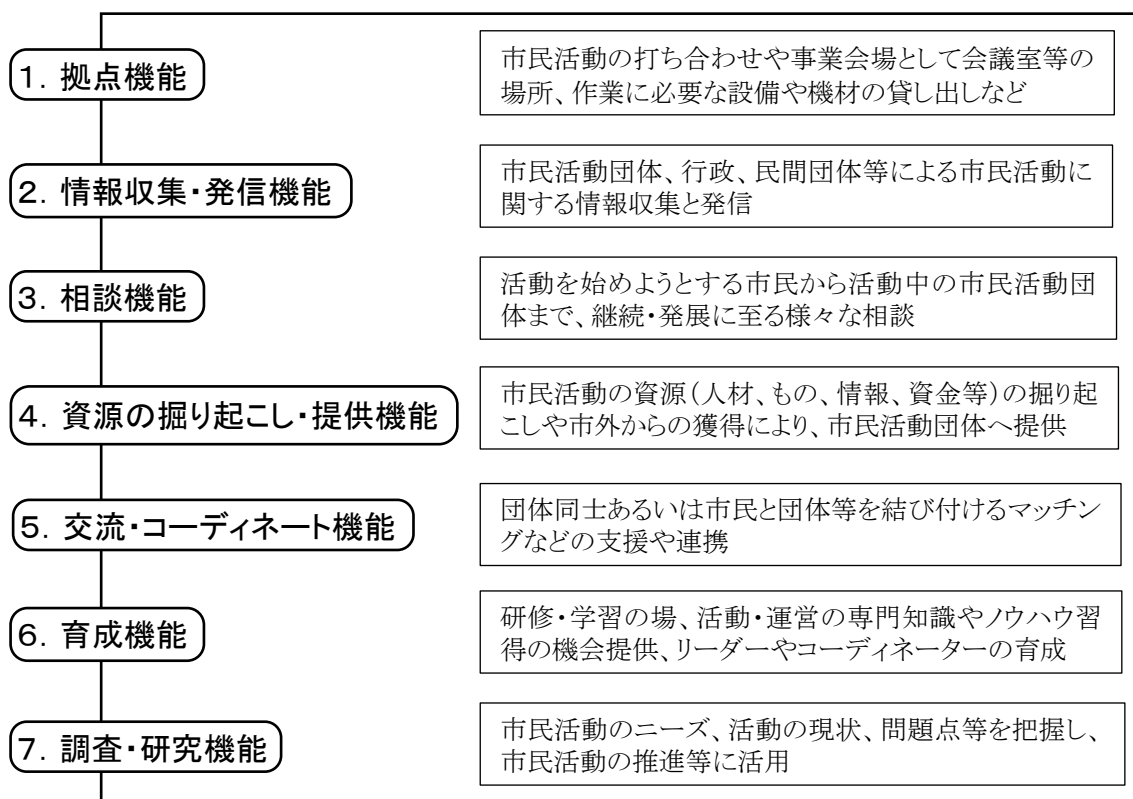 1．拠点機能
市民活動の打ち合わせや事業会場として会議室等の
場所、作業に必要な設備や機材の貸し出しなど
2．情報収集・発信機能
市民活動団体、行政、民間団体等による市民活動に
関する情報収集と発信
3．相談機能
活動を始めようとする市民から活動中の市民活動団
体まで、継続・発展に至る様々な相談
4．資源の掘り起こし・提供機能
市民活動の資源（人材、もの、情報、資金等）の掘り起
こしや市外からの獲得により、市民活動団体へ提供
5．交流・コーディネート機能
団体同士あるいは市民と団体等を結び付けるマッチン
グなどの支援や連携
6．育成機能
研修・学習の場、活動・運営の専門知識やノウハウ習
得の機会提供、リーダーやコーディネーターの育成
7．調査・研究機能
市民活動のニーズ、活動の現状、問題点等を把握し、
市民活動の推進等に活用